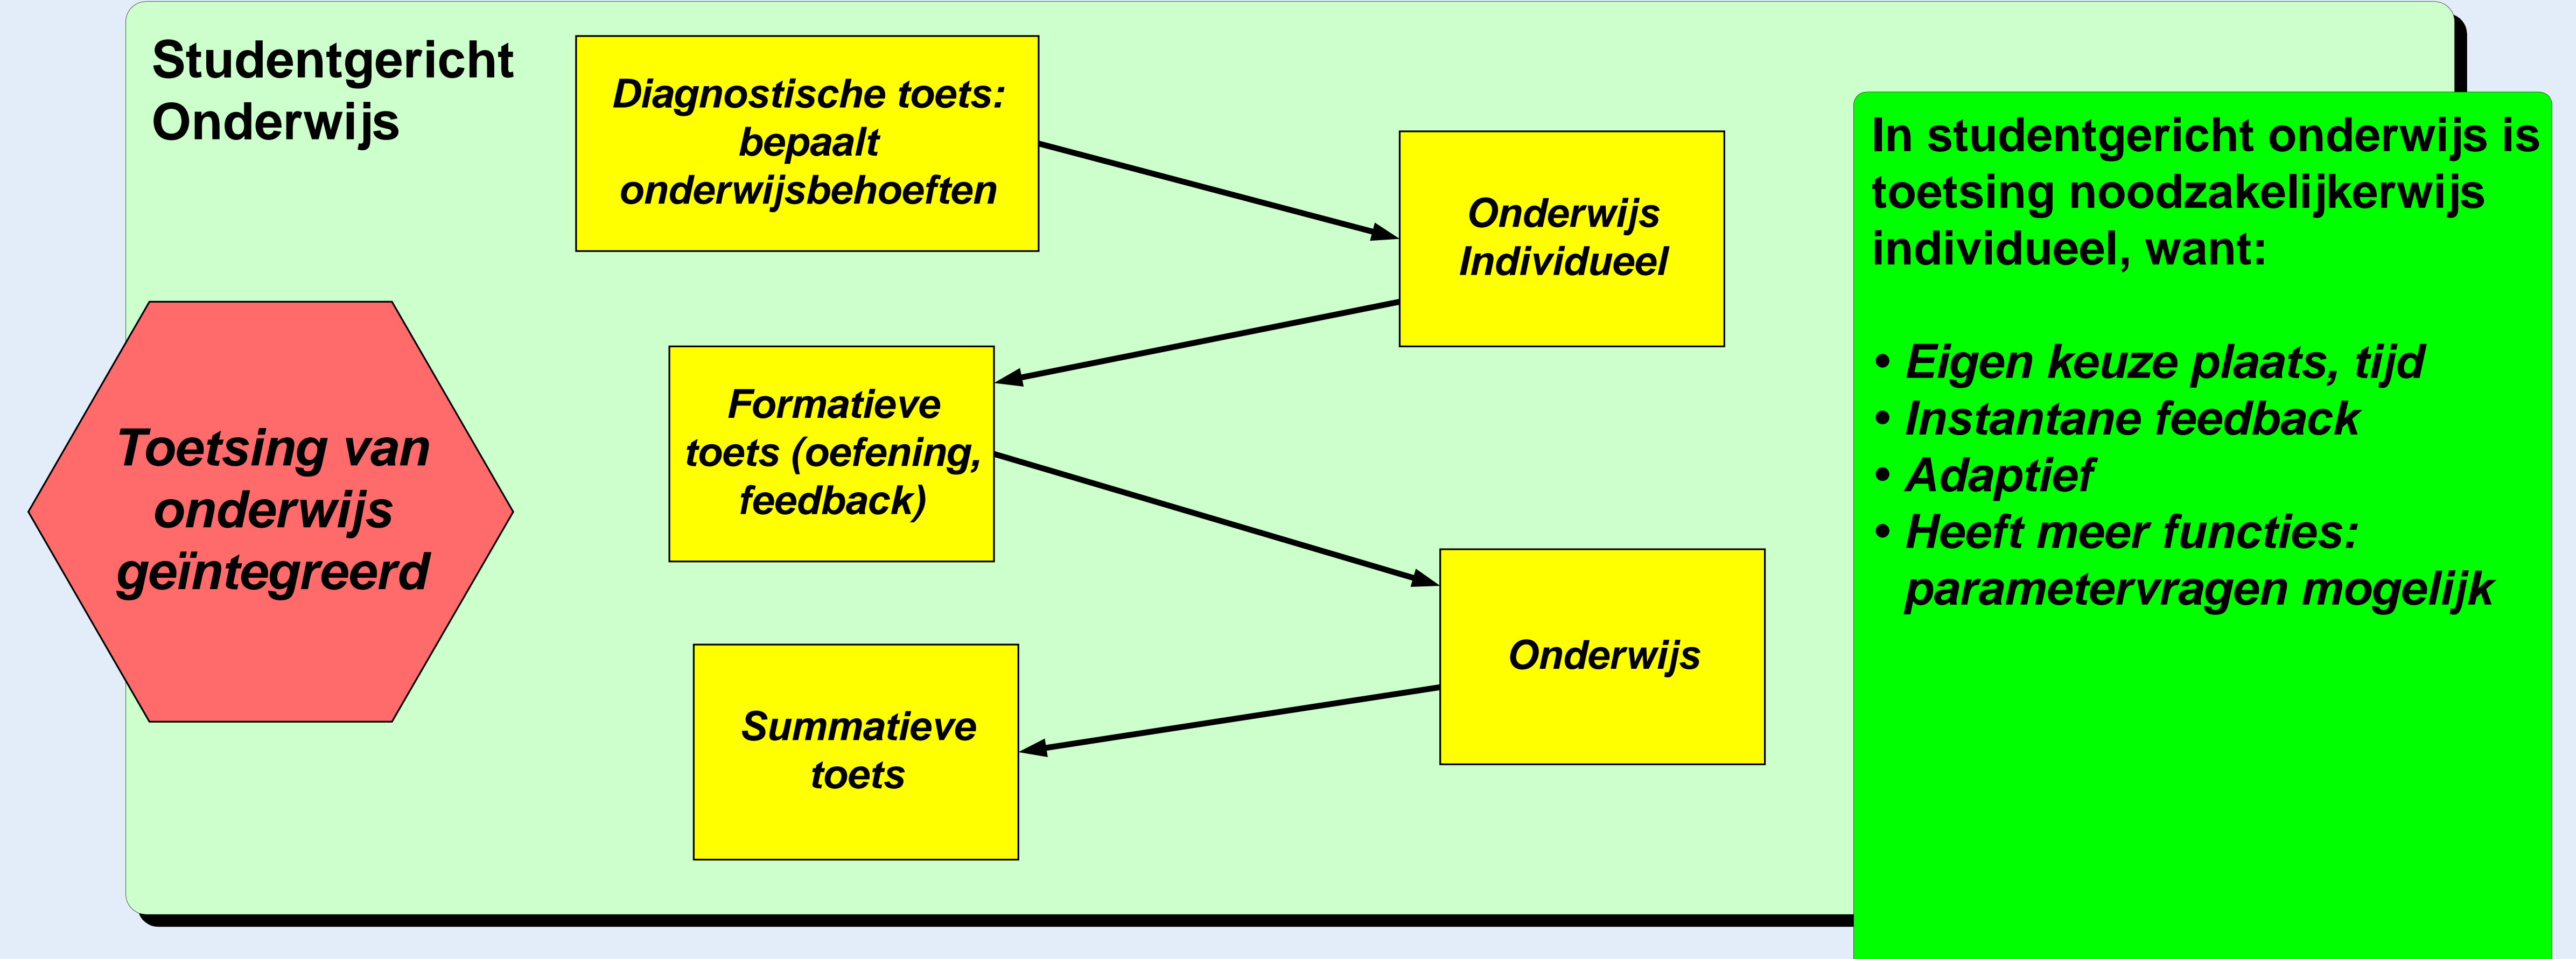 Studentgericht
Onderwijs
Diagnostische toets:
bepaalt
onderwijsbehoeften
Onderwijs
Individueel
Formatieve
toets (oefening,
feedback)
Onderwijs
Summatieve
toets
Toetsing van
onderwijs
geïntegreerd
In studentgericht onderwijs is
toetsing noodzakelijkerwijs
individueel, want:
• Eigen keuze plaats, tijd
• Instantane feedback
• Adaptief
• Heeft meer functies:
parametervragen mogelijk